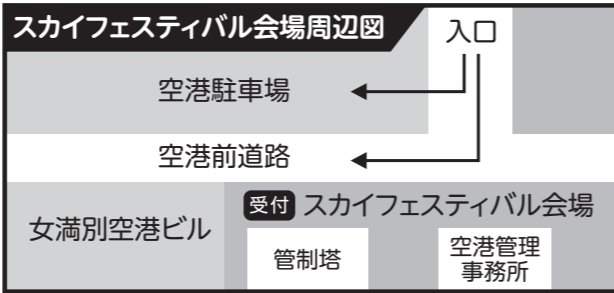 スカイフェスティバル会場周辺図
入口
空港駐車場
空港前道路
女満別空港ビル
受付 スカイフェスティバル会場
管制塔
空港管理
事務所